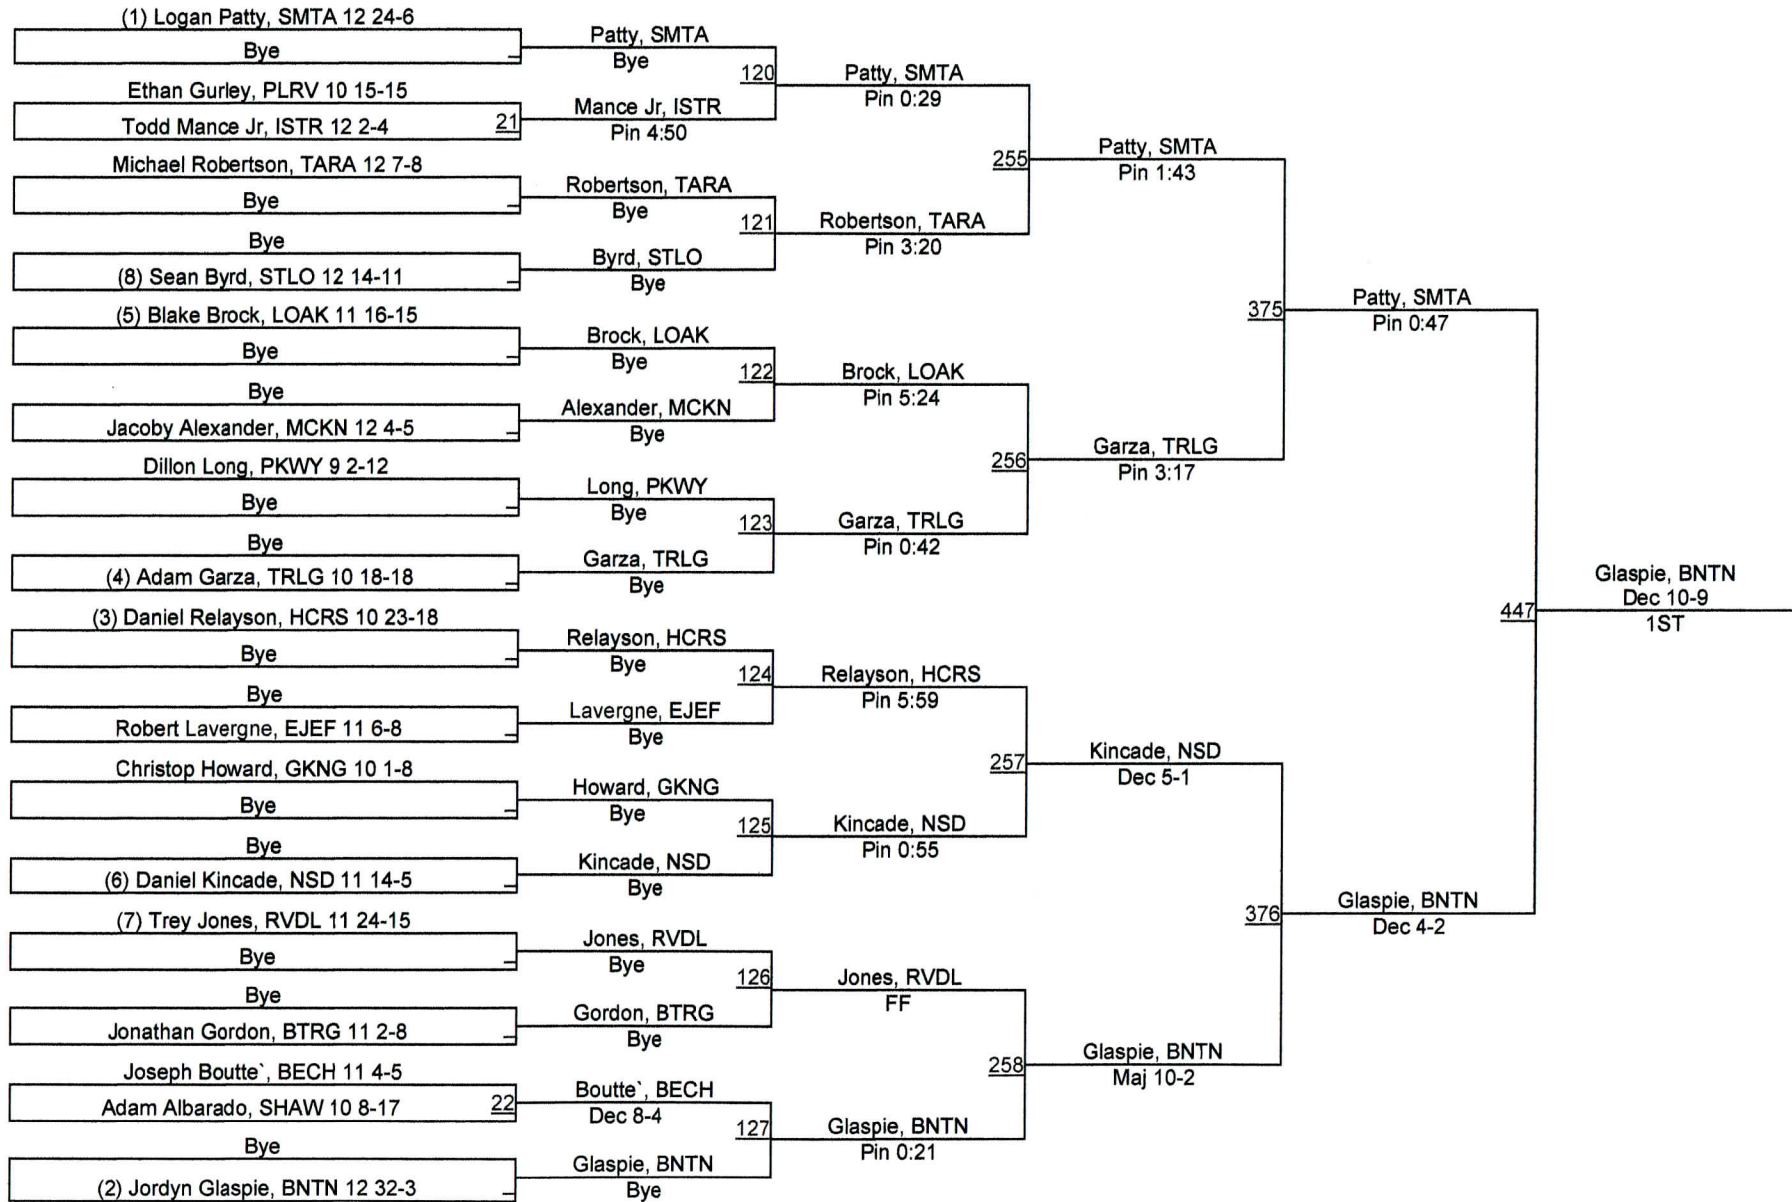 (1) Logan Patty, SMTA 12 24-6
Bye
Ethan Gurley, PLRV 10 15-15
Todd Mance Jr, ISTR 12 2-4 21
Michael Robertson, TARA 12 7-8
Bye
Bye
(8) Sean Byrd, STLO 12 14-11
(5) Blake Brock, LOAK 11 16-15
Bye
Bye
Jacoby Alexander, MCKN 12 4-5
Dillon Long, PKWY 9 2-12
Bye
Bye
(4) Adam Garza, TRLG 10 18-18
(3) Daniel Relayson, HCRS 10 23-18
Bye
Bye
Robert Lavergne, EJEF 11 6-8
Christop Howard, GKNG 10 1-8
Bye
Bye
(6) Daniel Kincade, NSD 11 14-5
(7) Trey Jones, RVDL 11 24-15
Bye
Bye
Jonathan Gordon, BTRG 11 2-8
Joseph Boutte`, BECH 11 4-5
Adam Albarado, SHAW 10 8-17 22
Bye
(2) Jordyn Glaspie, BNTN 12 32-3
Patty, SMTA
Bye
120
Mance Jr, ISTR
Pin 4:50
Robertson, TARA
Bye
121
Byrd, STLO
Bye
Brock, LOAK
Bye
122
Alexander, MCKN
Bye
Long, PKWY
Bye
123
Garza, TRLG
Bye
Relayson, HCRS
Bye
124
Lavergne, EJEF
Bye
Howard, GKNG
Bye
125
Kincade, NSD
Bye
Jones, RVDL
Bye
126
Gordon, BTRG
Bye
Boutte`, BECH
Dec 8-4
127
Glaspie, BNTN
Bye
Patty, SMTA
Pin 0:29
255
Robertson, TARA
Pin 3:20
Brock, LOAK
Pin 5:24
256
Garza, TRLG
Pin 0:42
Relayson, HCRS
Pin 5:59
257
Kincade, NSD
Pin 0:55
Jones, RVDL
FF
258
Glaspie, BNTN
Pin 0:21
Patty, SMTA
Pin 1:43
375
Garza, TRLG
Pin 3:17
Kincade, NSD
Dec 5-1
376
Glaspie, BNTN
Maj 10-2
Patty, SMTA
Pin 0:47
447
Glaspie, BNTN
Dec 4-2
Glaspie, BNTN
Dec 10-9
1ST